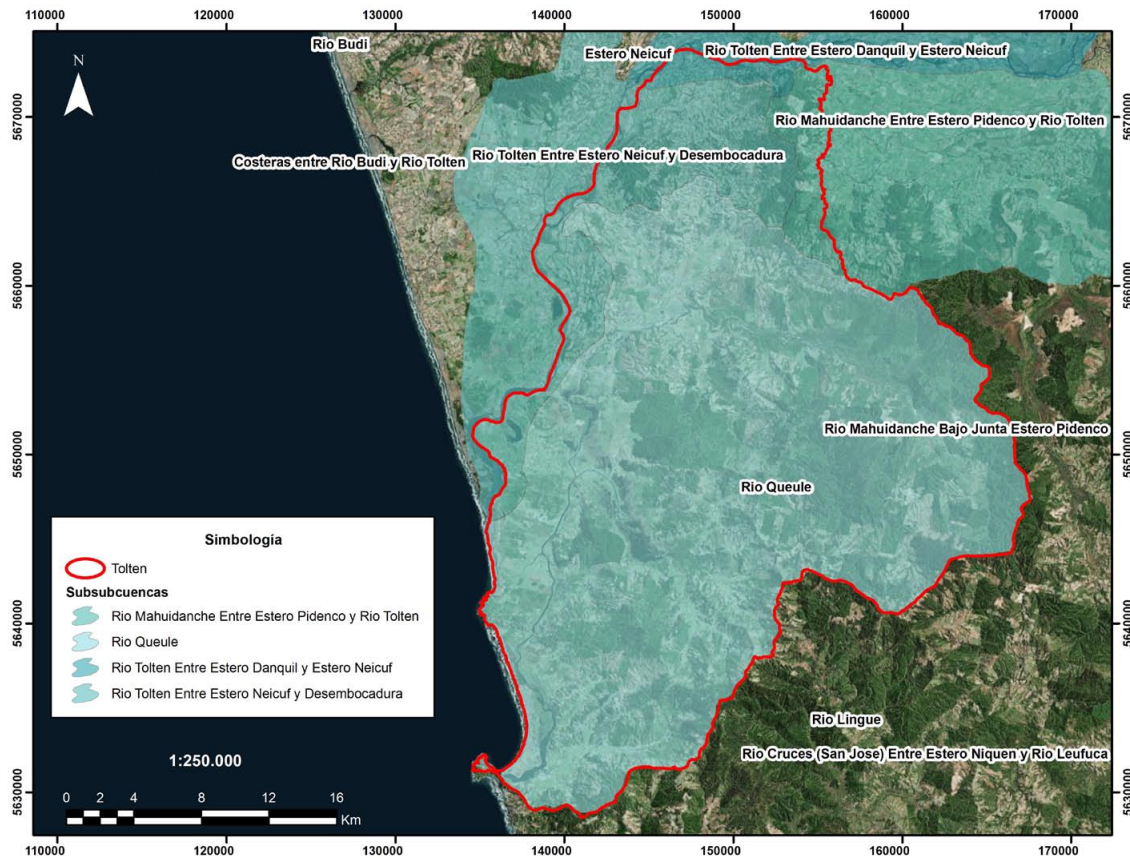 110000 120000 130000 140000 150000 160000 170000
Rio Budi
Estero Neicuf
Rio Tolten Entre Estero Danquil y Estero Neicuf
N
5670000 5670000
Rio Mahuidanche Entre Estero Pidenco y Rio Tolten
Costeras entre Rio Budi y Rio Tolten
Rio Tolten Entre Estero Neicuf y Desembocadura
5660000 5660000
Rio Mahuidanche Bajo Junta Estero Pidenco
5650000 5650000
Rio Queule
Simbología
Tolten
Subsubcuencas
Rio Mahuidanche Entre Estero Pidenco y Rio Tolten
Rio Queule
Rio Tolten Entre Estero Danquil y Estero Neicuf
Rio Tolten Entre Estero Neicuf y Desembocadura
5640000 5640000
Rio Lingue
Rio Cruces (San Jose) Entre Estero Niquen y Rio Leufuca
1:250.000
5630000 5630000
0 2 4 8 12 16
Km
110000 120000 130000 140000 150000 160000 170000